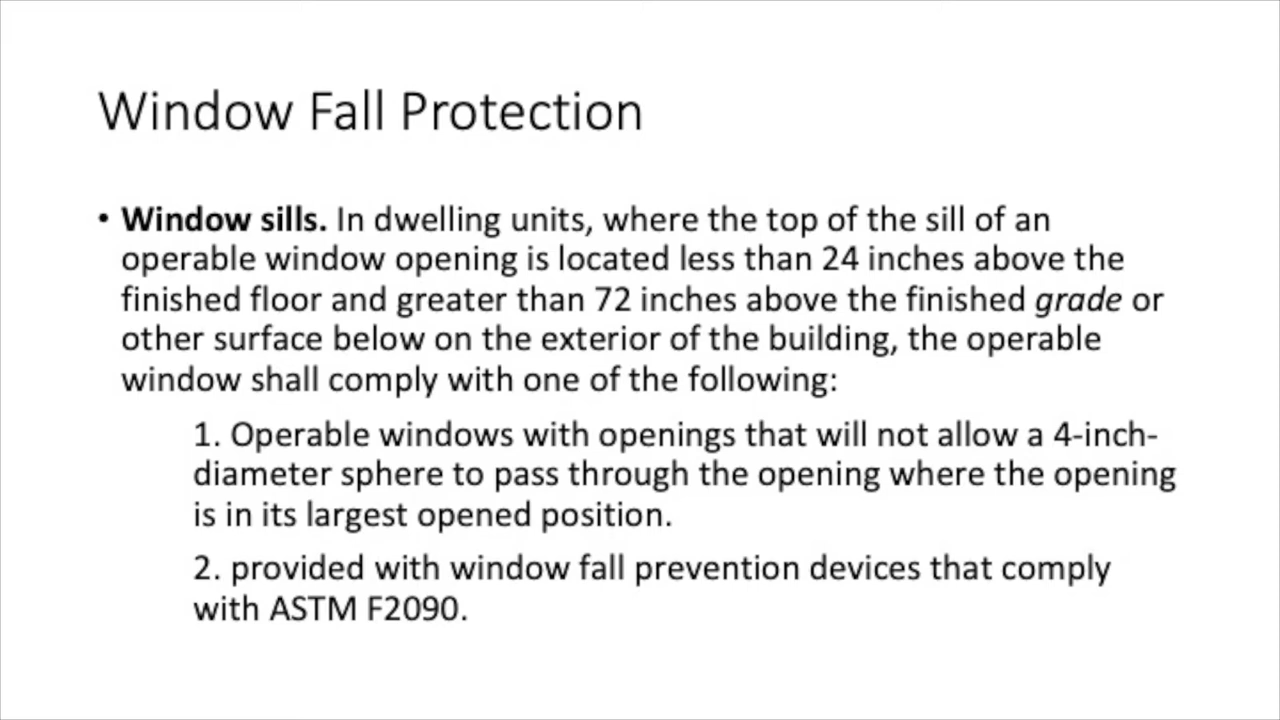 Window Fall Protection
• Window sills. In dwelling units, where the top of the sill of an
operable window opening is located less than 24 inches above the
finished floor and greater than 72 inches above the finished grade or
other surface below on the exterior of the building, the operable
window shall comply with one of the following:
1. Operable windows with openings that will not allow a 4-inch-
diameter sphere to pass through the opening where the opening
is in its largest opened position.
2. provided with window fall prevention devices that comply
with ASTM F2090.